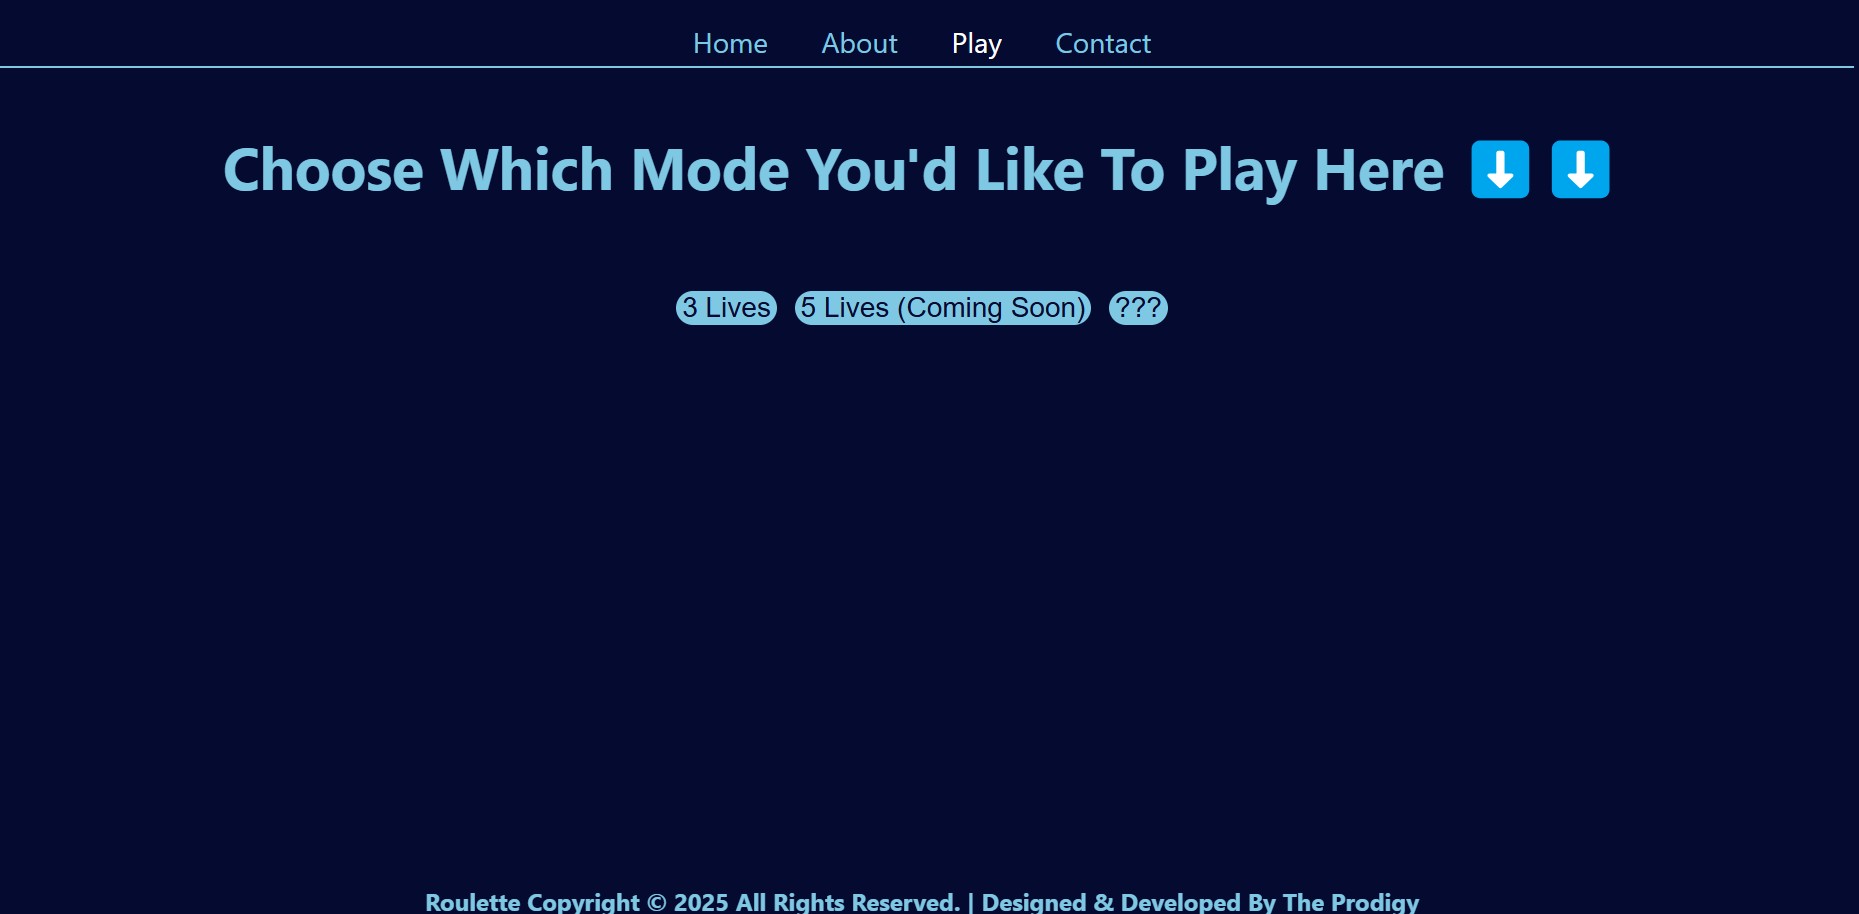 Home About Play Contact
Choose Which Mode You'd Like To Play Here ⬇️ ⬇️
3 Lives 5 Lives (Coming Soon) ???
Roulette Copyright © 2025 All Rights Reserved. | Designed & Developed By The Prodigy